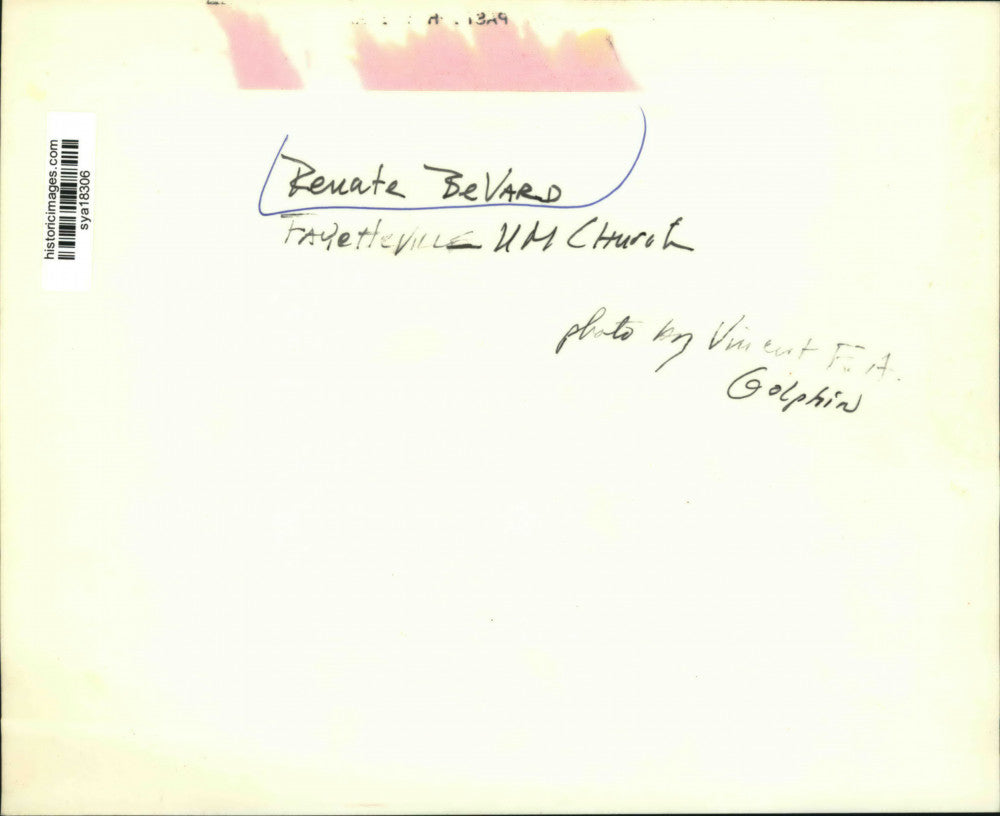 historicimages.com
sya18306
Renate BeVARD
FAyetteVILLE UM CHurch
photo by Vincent F. A.
Golphin